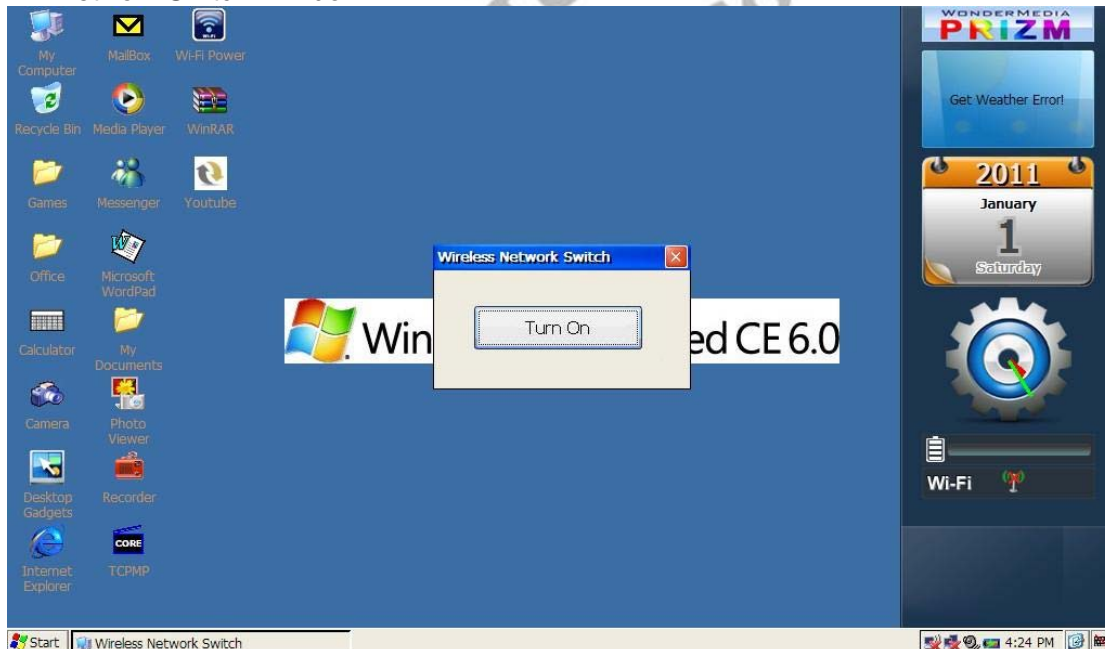 My
Computer
MailBox
Wi-Fi Power
Recycle Bin
Media Player
WinRAR
Games
Messenger
Youtube
Office
Microsoft
WordPad
Calculator
My
Documents
Camera
Photo
Viewer
Desktop
Gadgets
Recorder
Internet
Explorer
CORE
TCPMP
Wireless Network Switch
Turn On
Win
ed CE 6.0
WONDERMEDIA
PRIZM
Get Weather Error!
2011
January
1
Saturday
Wi-Fi
Start
Wireless Network Switch
4:24 PM